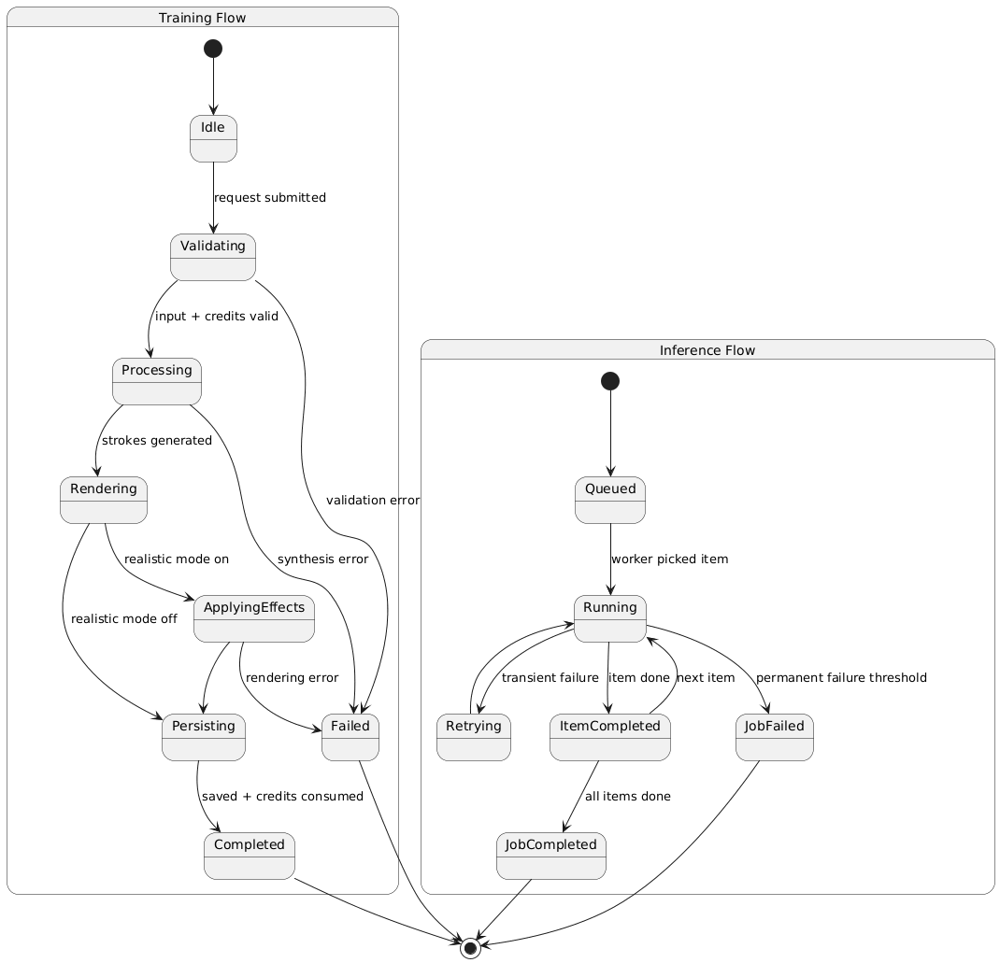 Training Flow
Idle
request submitted
Validating
input + credits valid
Processing
strokes generated
Rendering
validation error
realistic mode on
synthesis error
ApplyingEffects
realistic mode off
rendering error
Persisting
Failed
saved + credits consumed
Completed
Inference Flow
Queued
worker picked item
Running
transient failure
item done
next item
permanent failure threshold
Retrying
ItemCompleted
JobFailed
all items done
JobCompleted